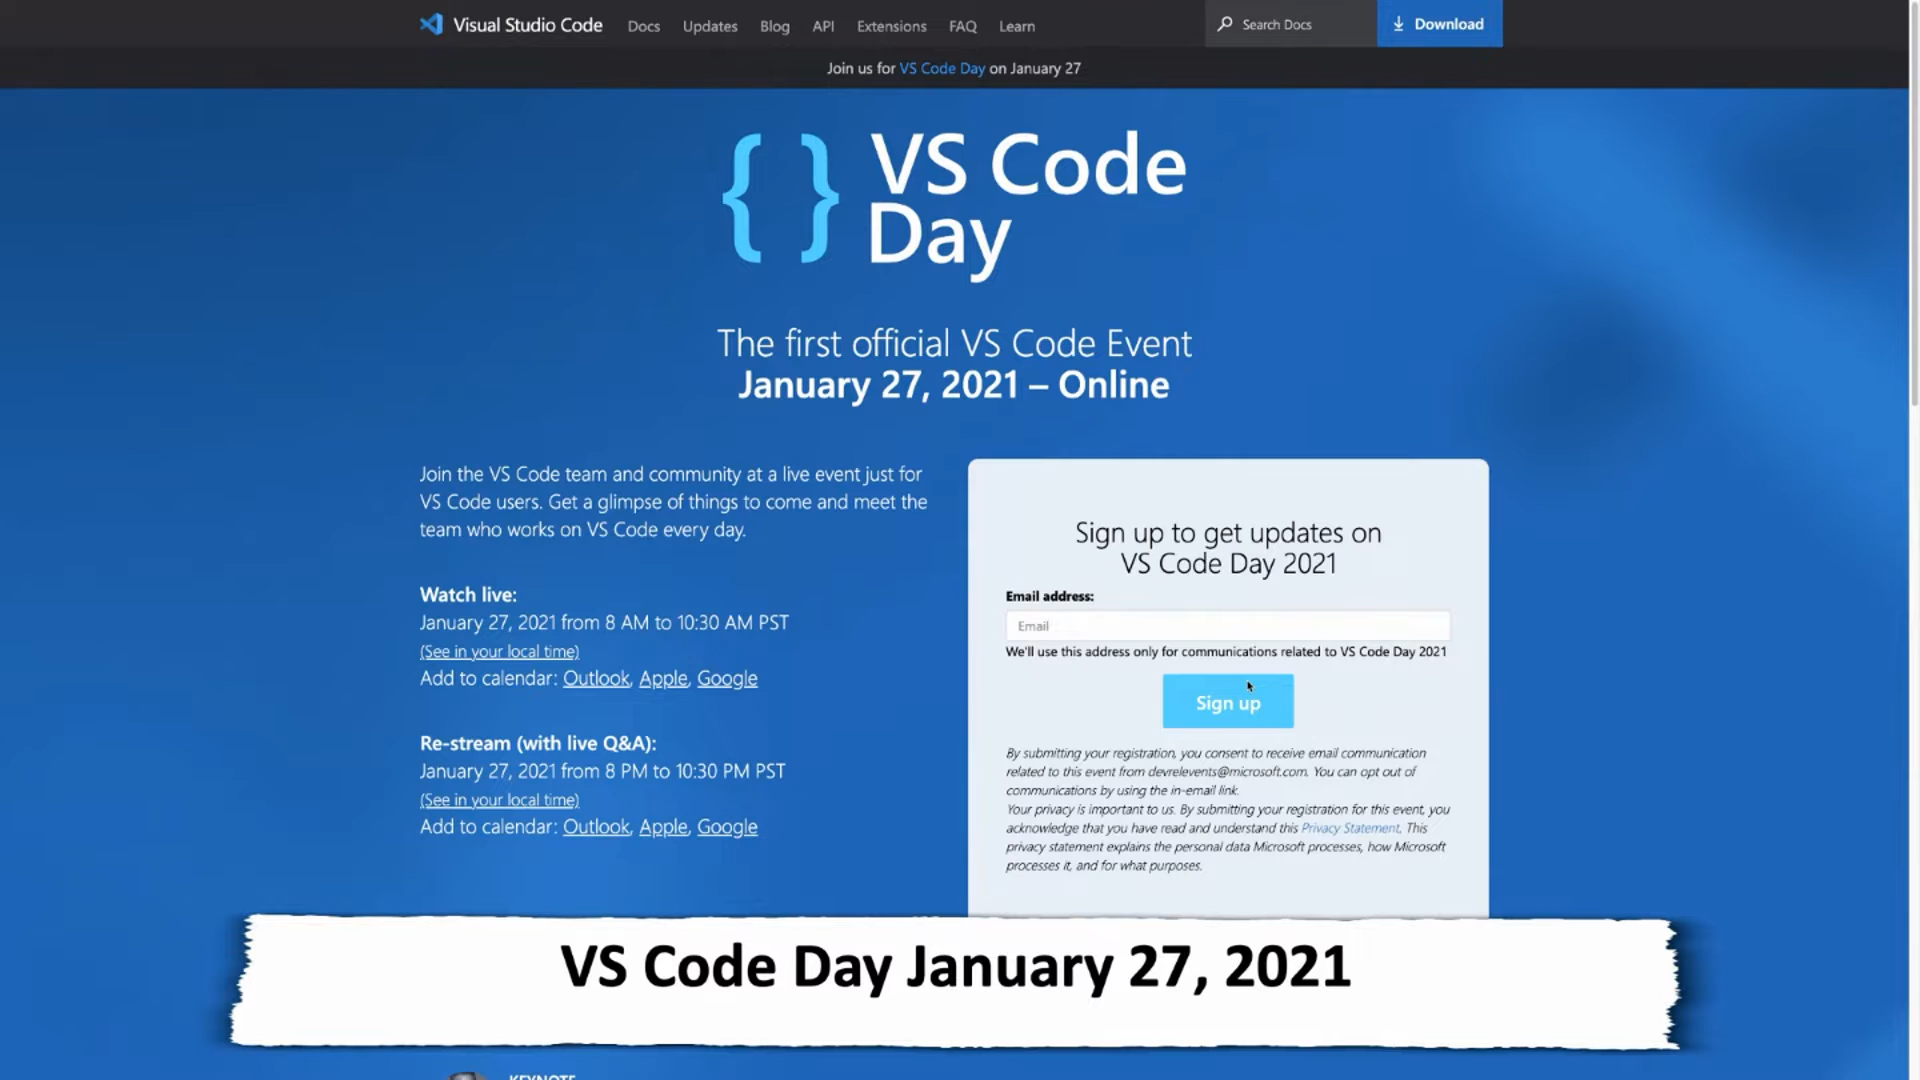 Visual Studio Code Docs Updates Blog API Extensions FAQ Learn Search Docs Download
Join us for VS Code Day on January 27
{ } VS Code
Day
The first official VS Code Event
January 27, 2021 – Online
Join the VS Code team and community at a live event just for
VS Code users. Get a glimpse of things to come and meet the
team who works on VS Code every day.
Watch live:
January 27, 2021 from 8 AM to 10:30 AM PST
(See in your local time)
Add to calendar: Outlook, Apple, Google
Re-stream (with live Q&A):
January 27, 2021 from 8 PM to 10:30 PM PST
(See in your local time)
Add to calendar: Outlook, Apple, Google
Sign up to get updates on
VS Code Day 2021
Email address:
Email
We'll use this address only for communications related to VS Code Day 2021
Sign up
By submitting your registration, you consent to receive email communication
related to this event from devrelevents@microsoft.com. You can opt out of
communications by using the in-email link.
Your privacy is important to us. By submitting your registration for this event, you
acknowledge that you have read and understand this Privacy Statement. This
privacy statement explains the personal data Microsoft processes, how Microsoft
processes it, and for what purposes.
VS Code Day January 27, 2021
KEYNOTE